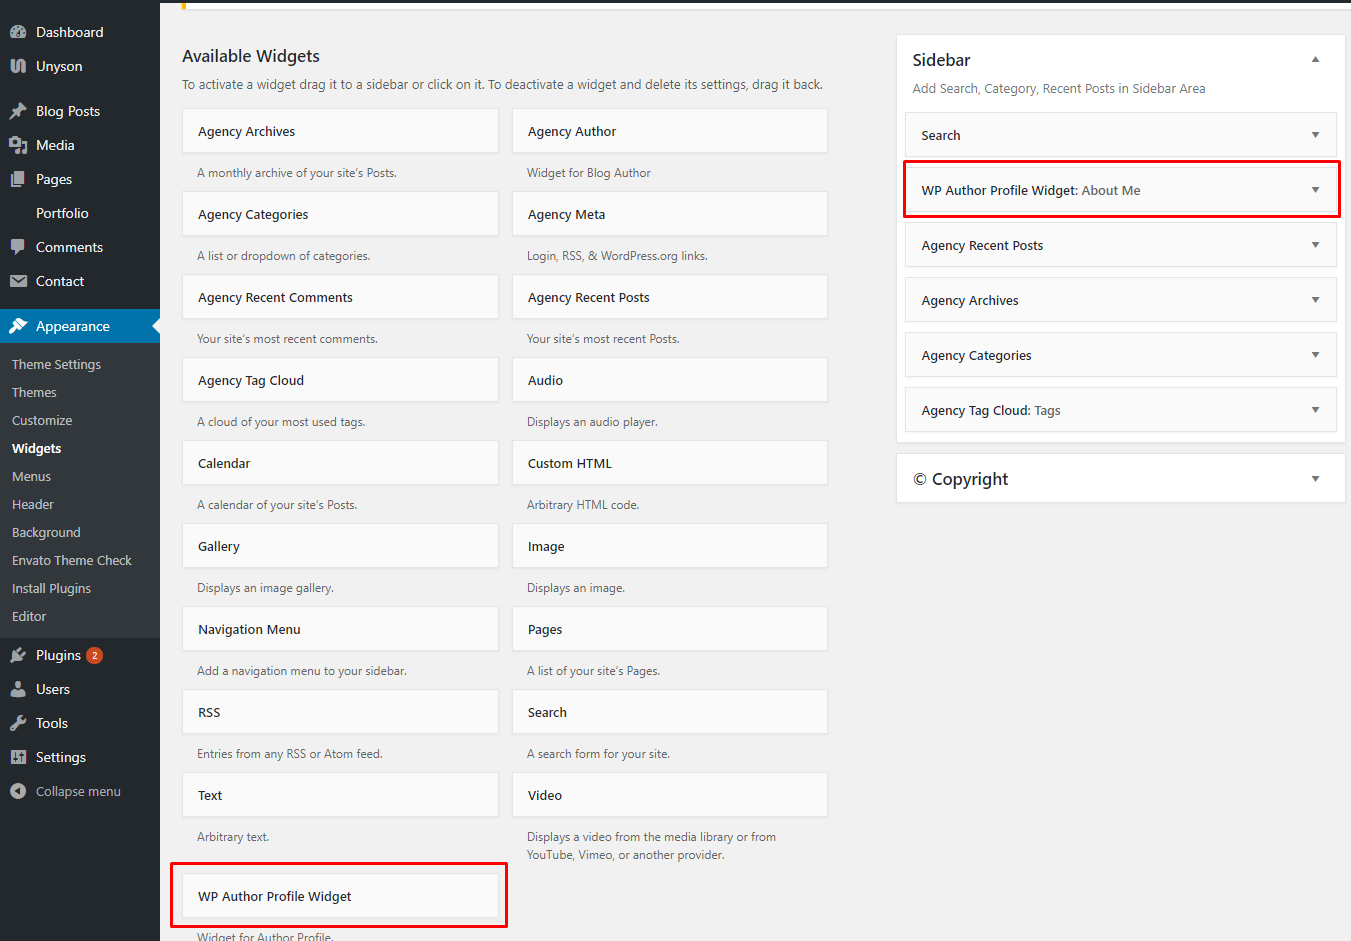 Dashboard
Unyson
Blog Posts
Media
Pages
Portfolio
Comments
Contact
Appearance
Theme Settings
Themes
Customize
Widgets
Menus
Header
Background
Envato Theme Check
Install Plugins
Editor
Plugins 2
Users
Tools
Settings
Collapse menu
Available Widgets
To activate a widget drag it to a sidebar or click on it. To deactivate a widget and delete its settings, drag it back.
Agency Archives
A monthly archive of your site's Posts.
Agency Author
Widget for Blog Author
Agency Categories
A list or dropdown of categories.
Agency Meta
Login, RSS, & WordPress.org links.
Agency Recent Comments
Your site's most recent comments.
Agency Recent Posts
Your site's most recent Posts.
Agency Tag Cloud
A cloud of your most used tags.
Audio
Displays an audio player.
Calendar
A calendar of your site's Posts.
Custom HTML
Arbitrary HTML code.
Gallery
Displays an image gallery.
Image
Displays an image.
Navigation Menu
Add a navigation menu to your sidebar.
Pages
A list of your site's Pages.
RSS
Entries from any RSS or Atom feed.
Search
A search form for your site.
Text
Arbitrary text.
Video
Displays a video from the media library or from
YouTube, Vimeo, or another provider.
WP Author Profile Widget
Widget for Author Profile.
Sidebar
Add Search, Category, Recent Posts in Sidebar Area
Search
WP Author Profile Widget: About Me
Agency Recent Posts
Agency Archives
Agency Categories
Agency Tag Cloud: Tags
© Copyright